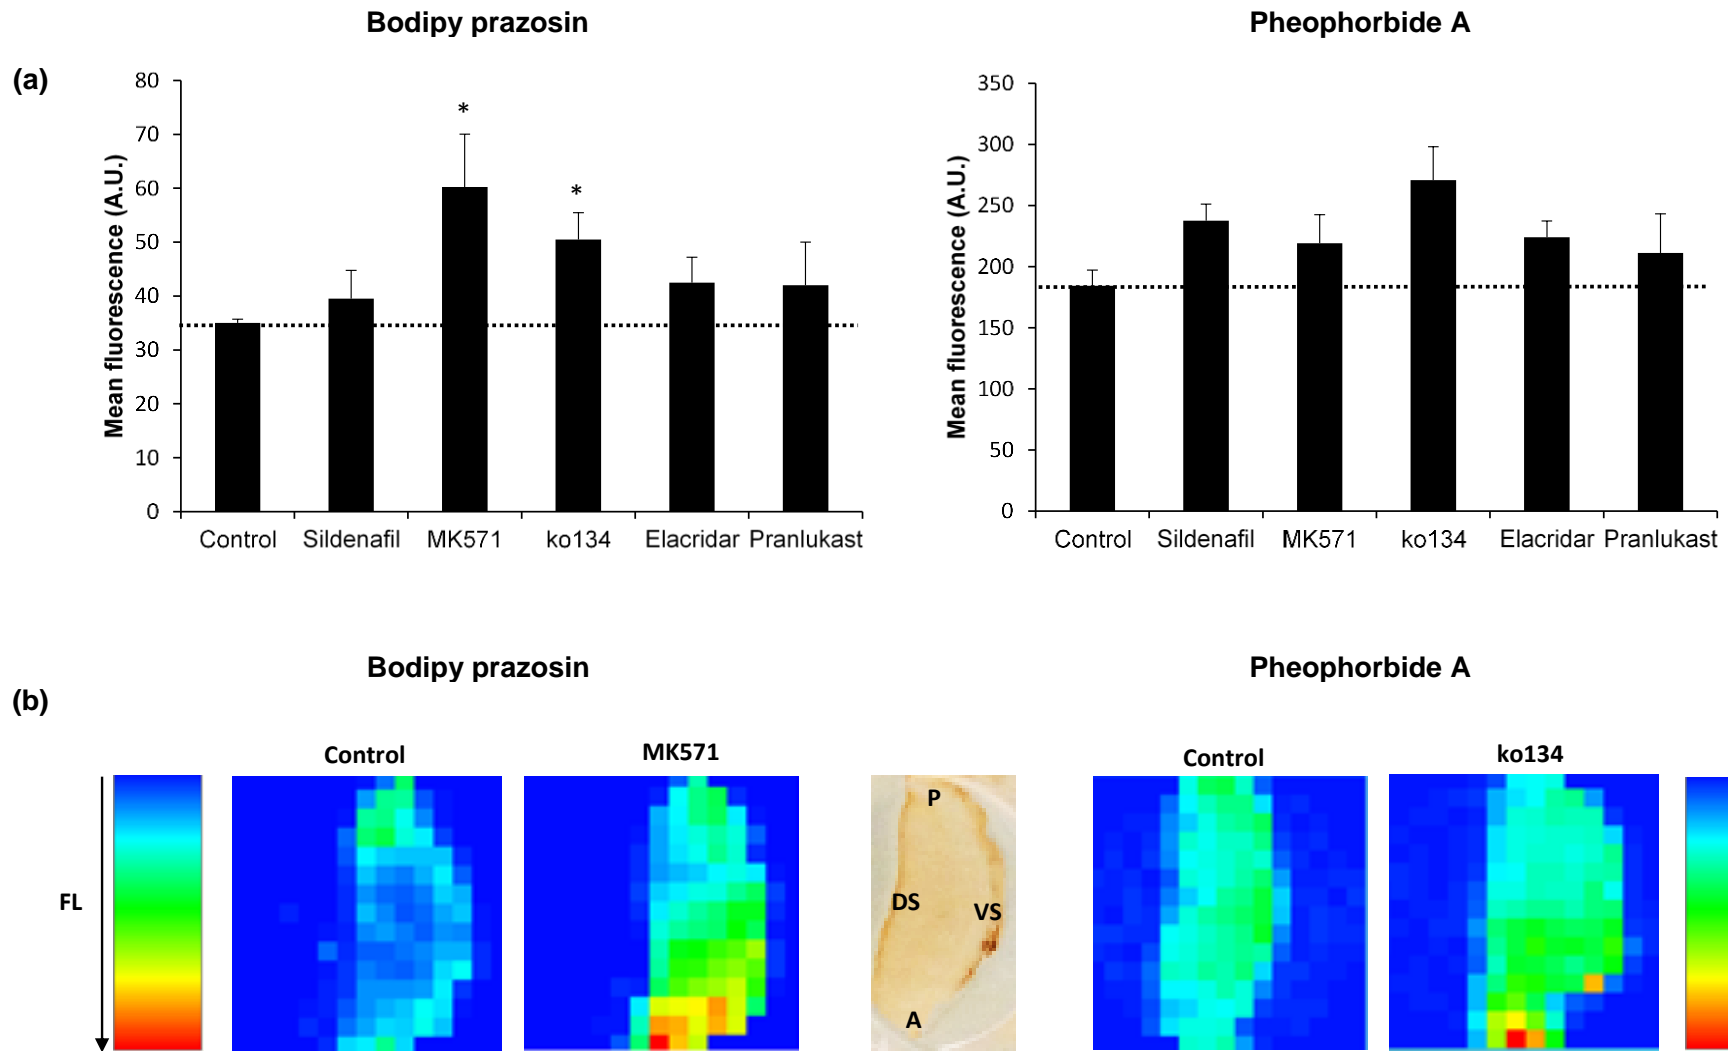 Bodipy prazosin
Pheophorbide A
(a)
Mean fluorescence (A.U.)
80
70
60
50
40
30
20
10
0
*
*
Control Sildenafil MK571 ko134 Elacridar Pranlukast
Mean fluorescence (A.U.)
350
300
250
200
150
100
50
0
Control Sildenafil MK571 ko134 Elacridar Pranlukast
Bodipy prazosin
Pheophorbide A
(b)
FL
Control
MK571
P
DS
VS
A
Control
ko134